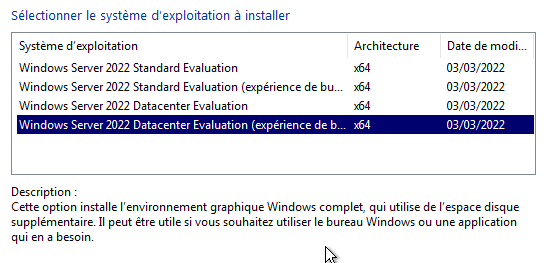 Sélectionner le système d'exploitation à installer
Système d'exploitation Architecture Date de modi...
Windows Server 2022 Standard Evaluation x64 03/03/2022
Windows Server 2022 Standard Evaluation (expérience de bu... x64 03/03/2022
Windows Server 2022 Datacenter Evaluation x64 03/03/2022
Windows Server 2022 Datacenter Evaluation (expérience de b... x64 03/03/2022
Description :
Cette option installe l'environnement graphique Windows complet, qui utilise de l'espace disque
supplémentaire. Il peut être utile si vous souhaitez utiliser le bureau Windows ou une application
qui en a besoin.